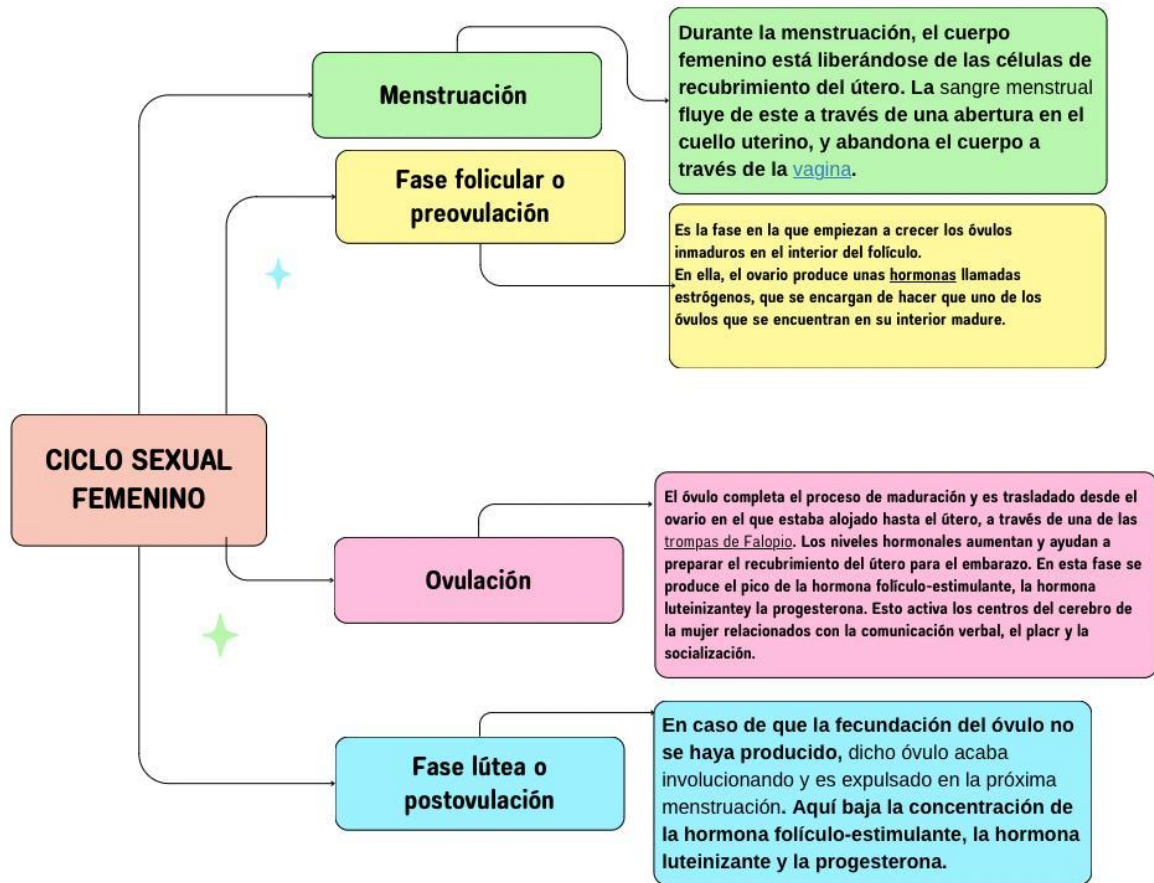 Menstruación
Durante la menstruación, el cuerpo
femenino está liberándose de las células de
recubrimiento del útero. La sangre menstrual
fluye de este a través de una abertura en el
cuello uterino, y abandona el cuerpo a
través de la vagina.
Fase folicular o
preovulación
Es la fase en la que empiezan a crecer los óvulos
inmaduros en el interior del folículo.
En ella, el ovario produce unas hormonas llamadas
estrógenos, que se encargan de hacer que uno de los
óvulos que se encuentran en su interior madure.
CICLO SEXUAL
FEMENINO
Ovulación
El óvulo completa el proceso de maduración y es trasladado desde el
ovario en el que estaba alojado hasta el útero, a través de una de las
trompas de Falopio. Los niveles hormonales aumentan y ayudan a
preparar el recubrimiento del útero para el embarazo. En esta fase se
produce el pico de la hormona folículo-estimulante, la hormona
luteinizantey la progesterona. Esto activa los centros del cerebro de
la mujer relacionados con la comunicación verbal, el placr y la
socialización.
Fase lútea o
postovulación
En caso de que la fecundación del óvulo no
se haya producido, dicho óvulo acaba
involucionando y es expulsado en la próxima
menstruación. Aquí baja la concentración de
la hormona folículo-estimulante, la hormona
luteinizante y la progesterona.